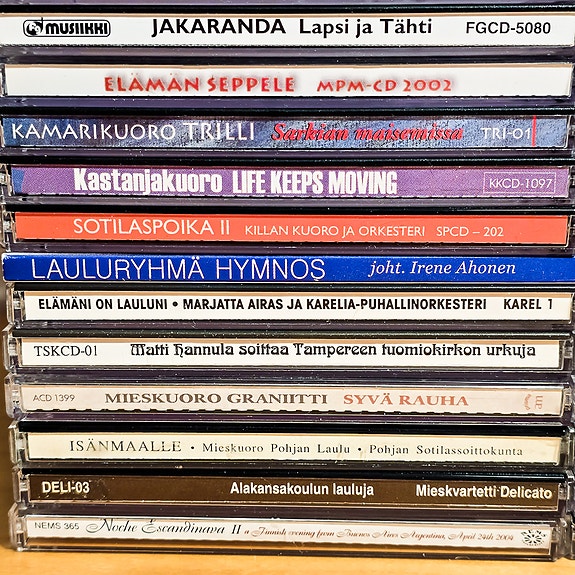 MUSIIKKI JAKARANDA Lapsi ja Tähti FGCD-5080
ELÄMÄN SEPPELE MPM-CD 2002
KAMARIKUORO TRILLI Sarkian maisemissa TRI-01
Kastanjakuoro LIFE KEEPS MOVING KKCD-1097
SOTILASPOIKA II KILLAN KUORO JA ORKESTERI SPCD – 202
LAULURYHMÄ HYMNOS joht. Irene Ahonen
ELÄMÄNI ON LAULUNI • MARJATTA AIRAS JA KARELIA-PUHALLINORKESTERI KAREL 1
TSKCD-01 Matti Hannula soittaa Tampereen tuomiokirkon urkuja
ACD 1399 MIESKUORO GRANIITTI SYVÄ RAUHA
ISÄNMAALLE • Mieskuoro Pohjan Laulu • Pohjan Sotilassoittokunta
DELI-03 Alakansakoulun lauluja Mieskvartetti Delicato
NEMS 365 Noche Escandinava II a Finnish evening from Buenos Aires Argentina, April 24th 2004